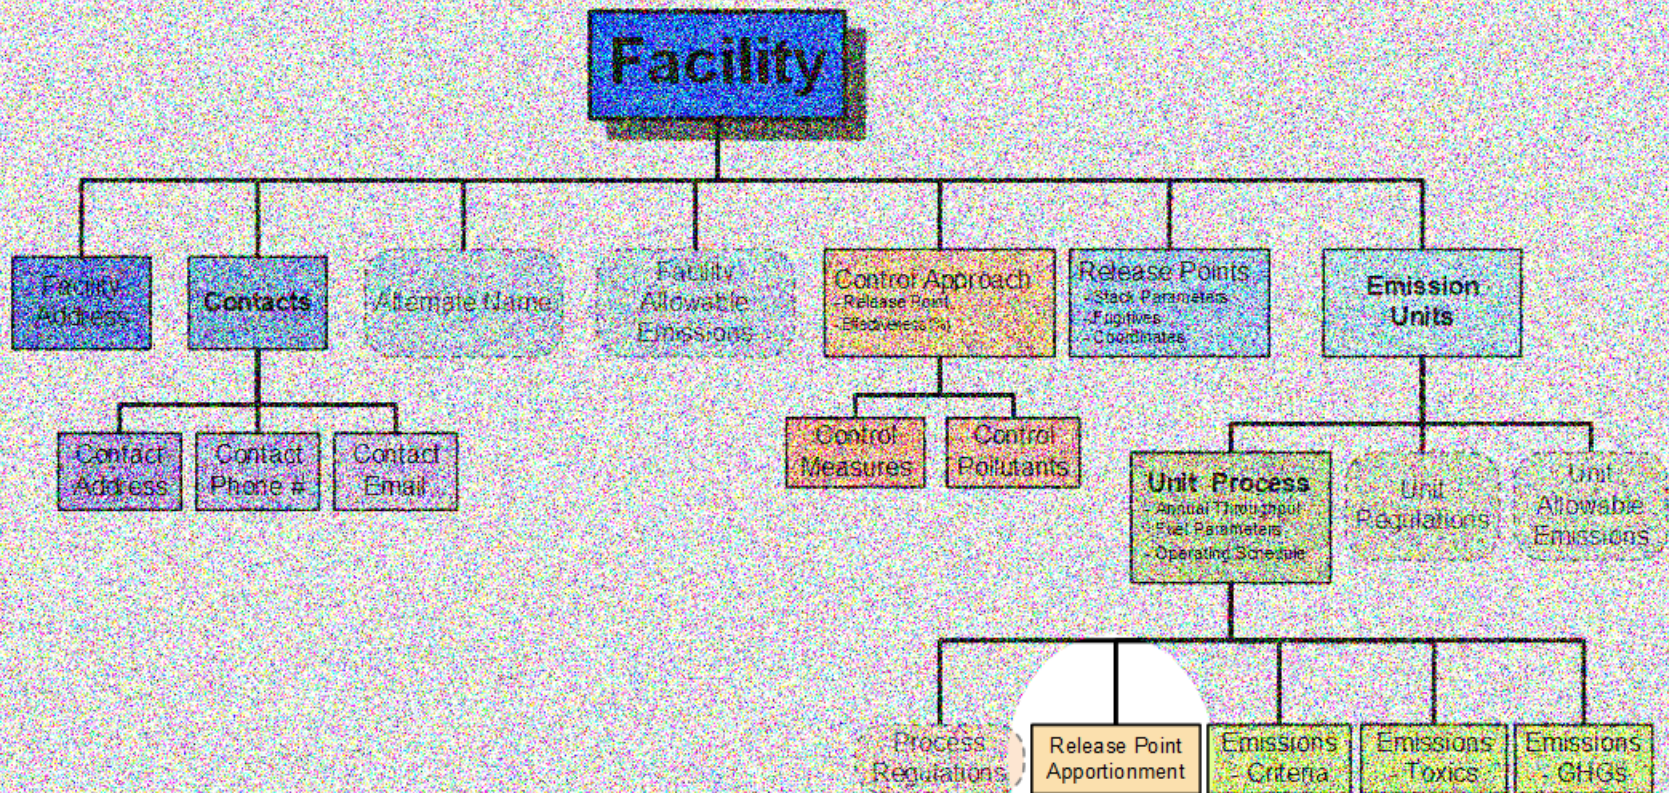 Facility
Facility
Address
Contacts
Alternate Name
Facility
Allowable
Emissions
Control Approach
- Release Point
- Effectiveness (%)
Release Points
- Stack Parameters
- Fugitives
- Coordinates
Emission
Units
Contact
Address
Contact
Phone #
Contact
Email
Control
Measures
Control
Pollutants
Unit Process
- Annual Throughput
- Fuel Parameters
- Operating Schedule
Unit
Regulations
Unit
Allowable
Emissions
Process
Regulations
Release Point
Apportionment
Emissions
- Criteria
Emissions
- Toxics
Emissions
- GHGs